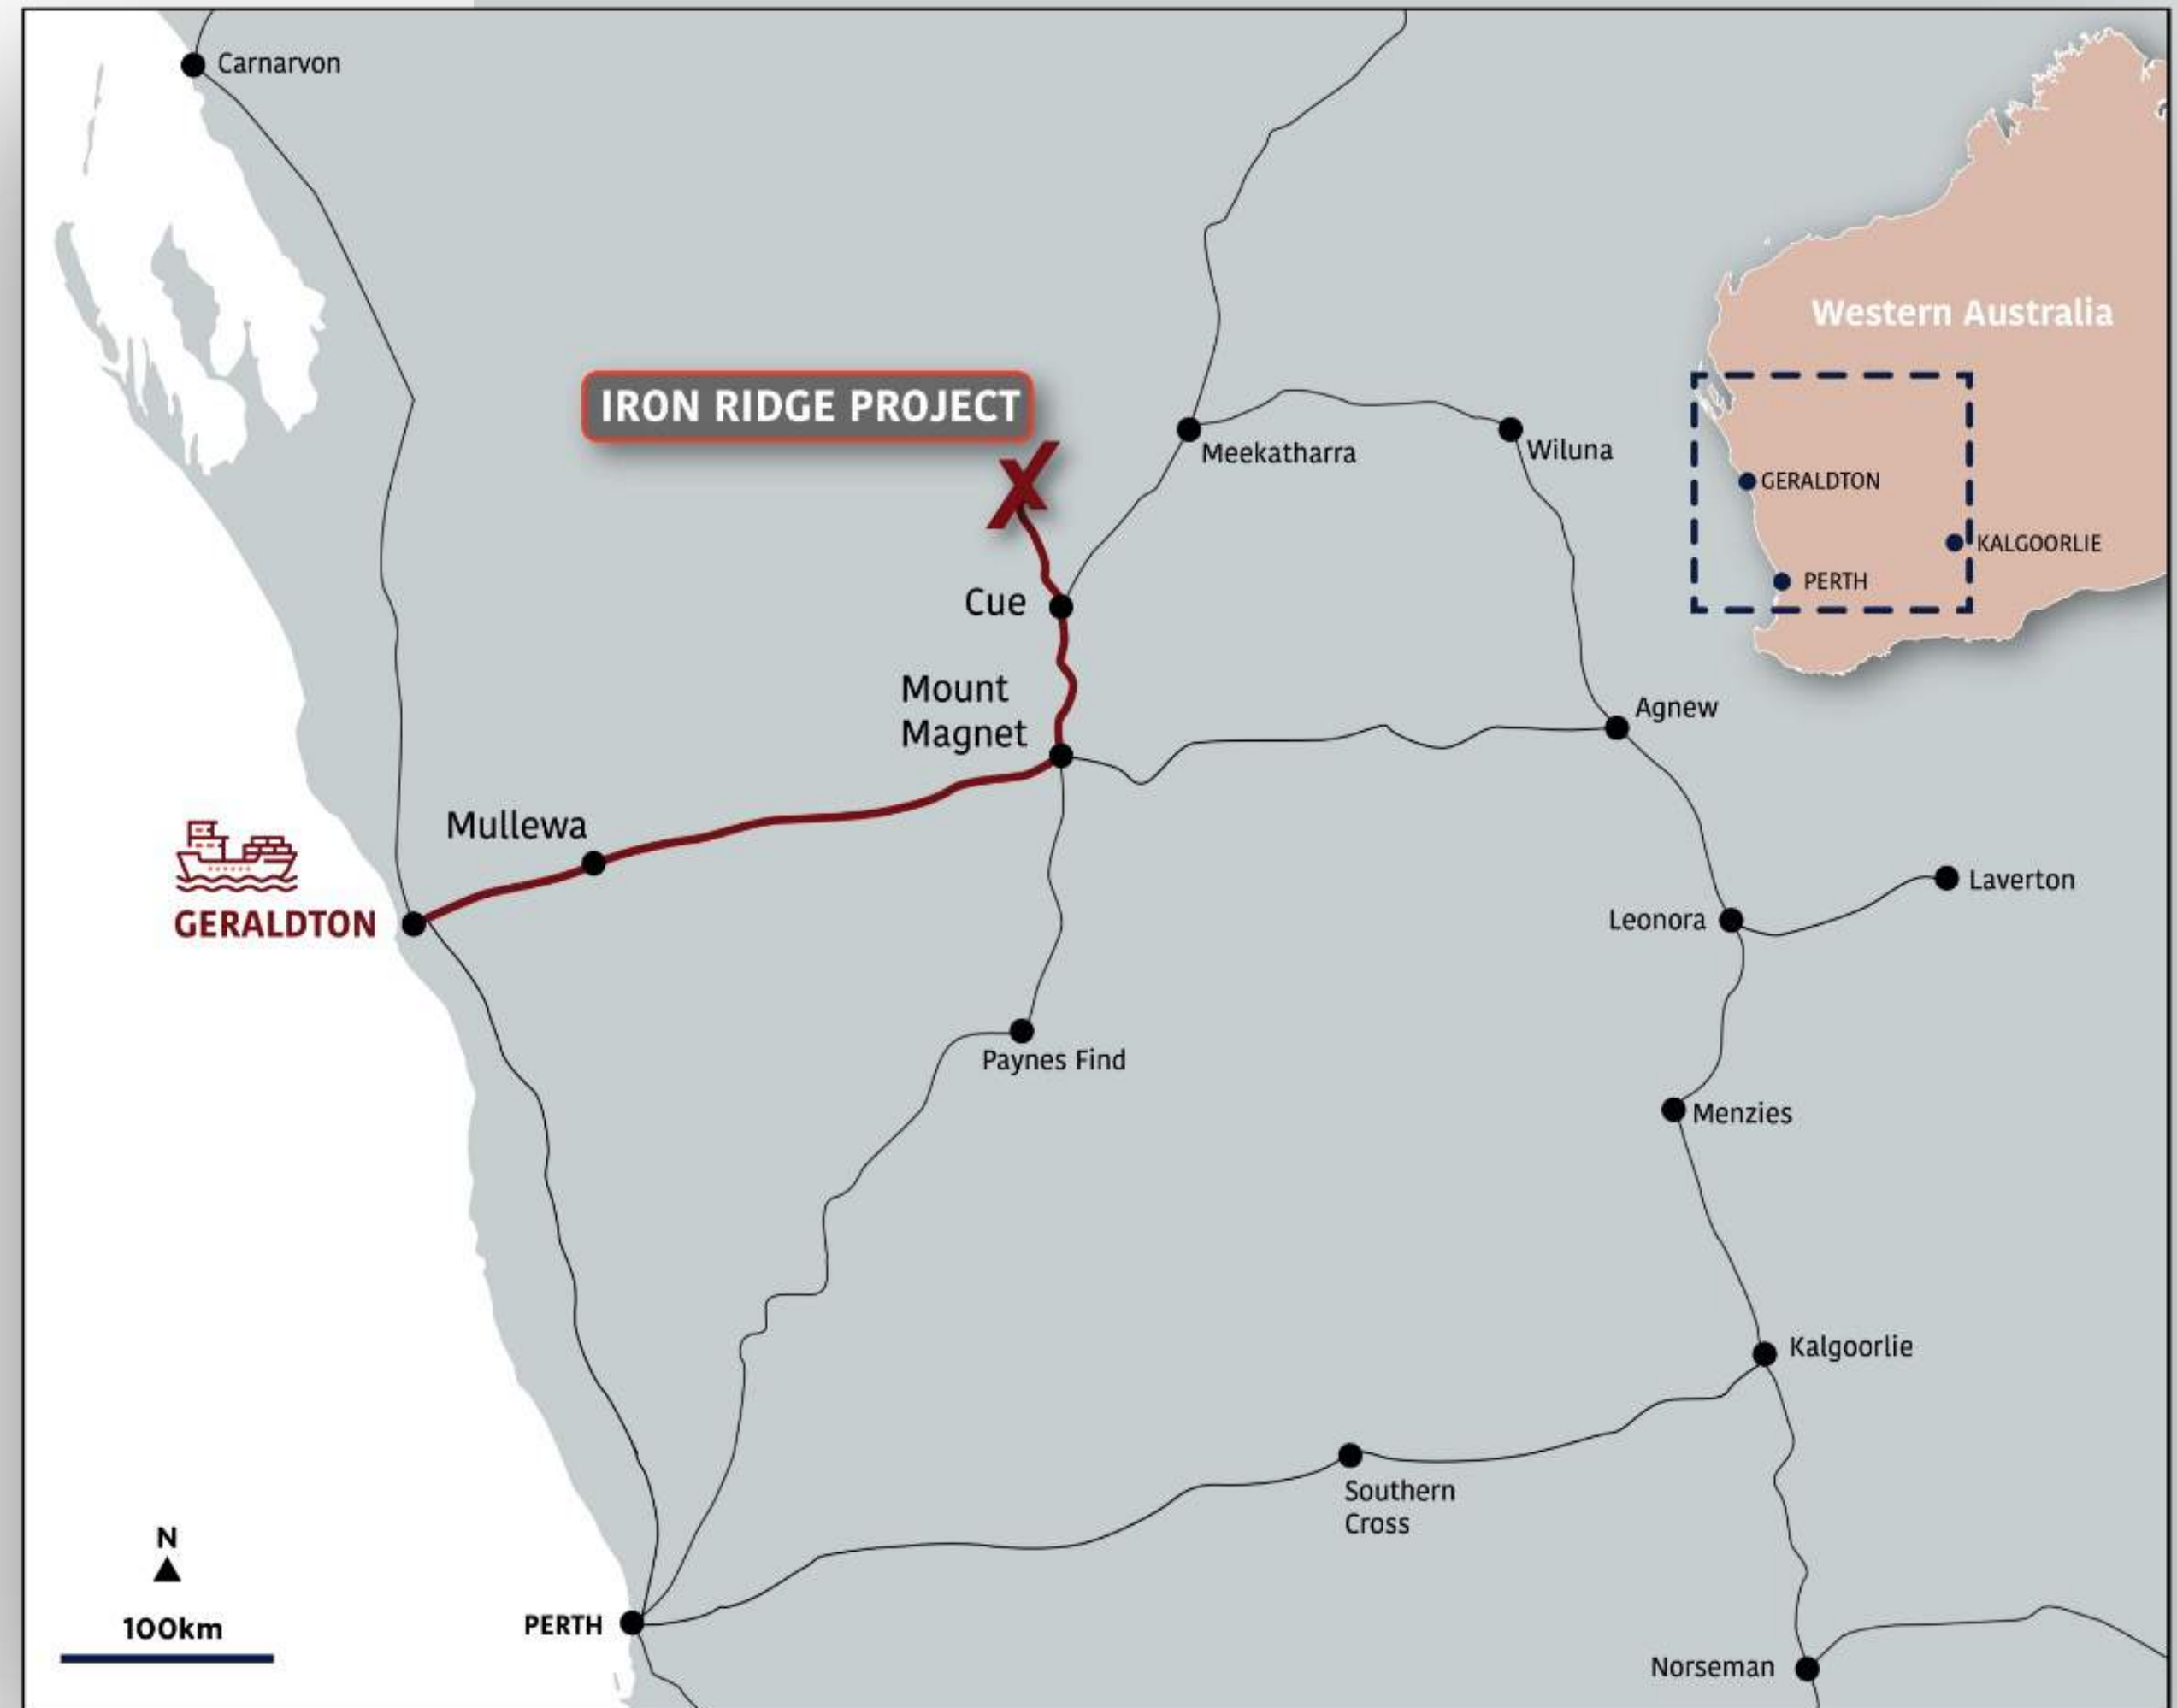 Carnarvon
Western Australia
IRON RIDGE PROJECT
Meekatharra
Wiluna
GERALDTON
KALGOORLIE
PERTH
Cue
Mount
Magnet
Agnew
Mullewa
GERALDTON
Laverton
Leonora
Paynes Find
Menzies
Kalgoorlie
Southern
Cross
N
100km
PERTH
Norseman